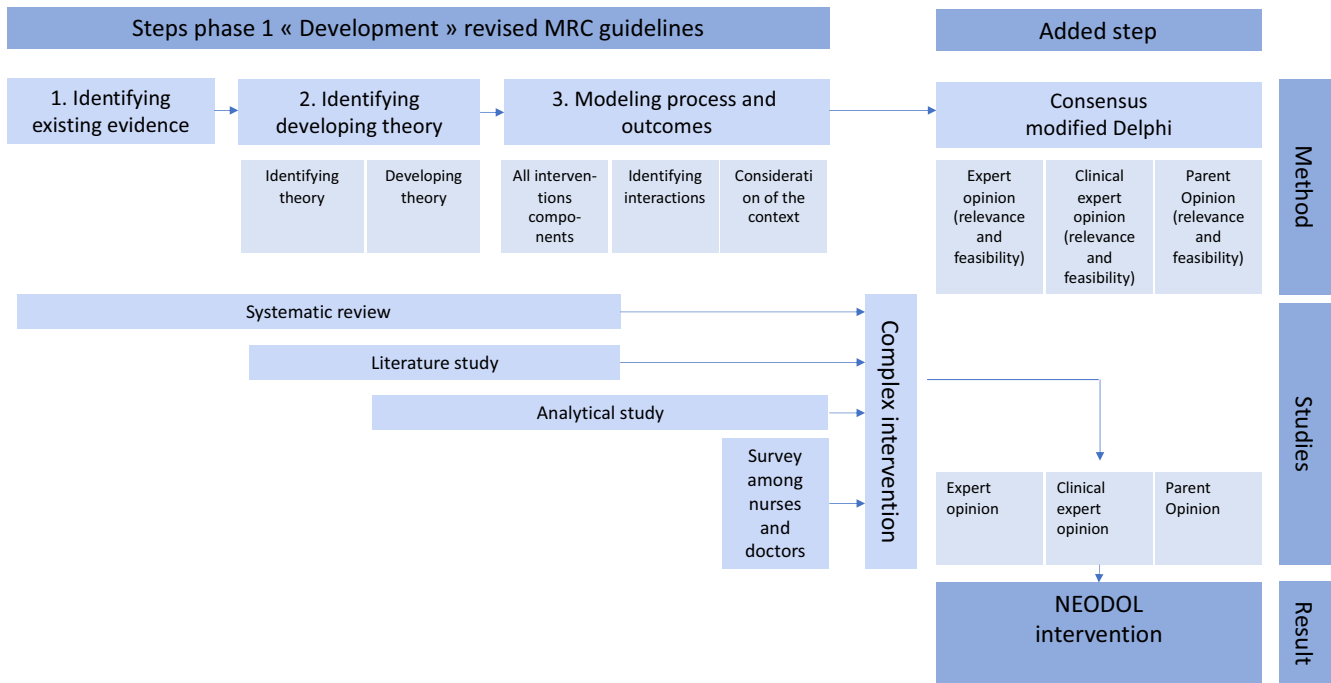 Steps phase 1 « Development » revised MRC guidelines
Added step
1. Identifying
existing evidence
2. Identifying
developing theory
3. Modeling process and
outcomes
Consensus
modified Delphi
Method
Identifying
theory
Developing
theory
All interven-
tions
compo-
nents
Identifying
interactions
Considerati
on of the
context
Expert
opinion
(relevance
and
feasibility)
Clinical
expert
opinion
(relevance
and
feasibility)
Parent
Opinion
(relevance
and
feasibility)
Systematic review
Literature study
Analytical study
Survey
among
nurses
and
doctors
Complex intervention
Studies
Expert
opinion
Clinical
expert
opinion
Parent
Opinion
NEODOL
intervention
Result